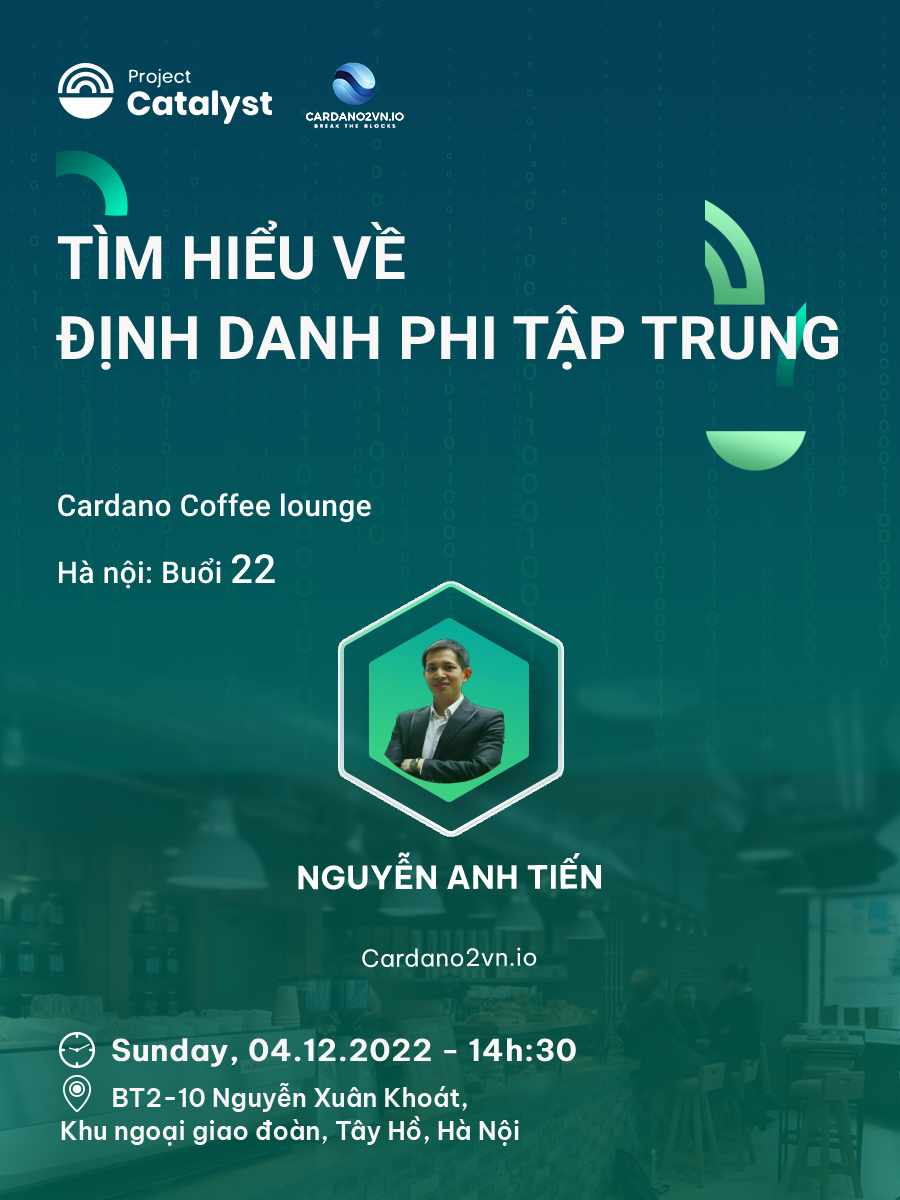 Project
Catalyst
CARDANO2VN.IO
BREAK THE BLOCKS
TÌM HIỂU VỀ
ĐỊNH DANH PHI TẬP TRUNG
Cardano Coffee lounge
Hà nội: Buổi 22
NGUYỄN ANH TIẾN
Cardano2vn.io
Sunday, 04.12.2022 - 14h:30
BT2-10 Nguyễn Xuân Khoát,
Khu ngoại giao đoàn, Tây Hồ, Hà Nội